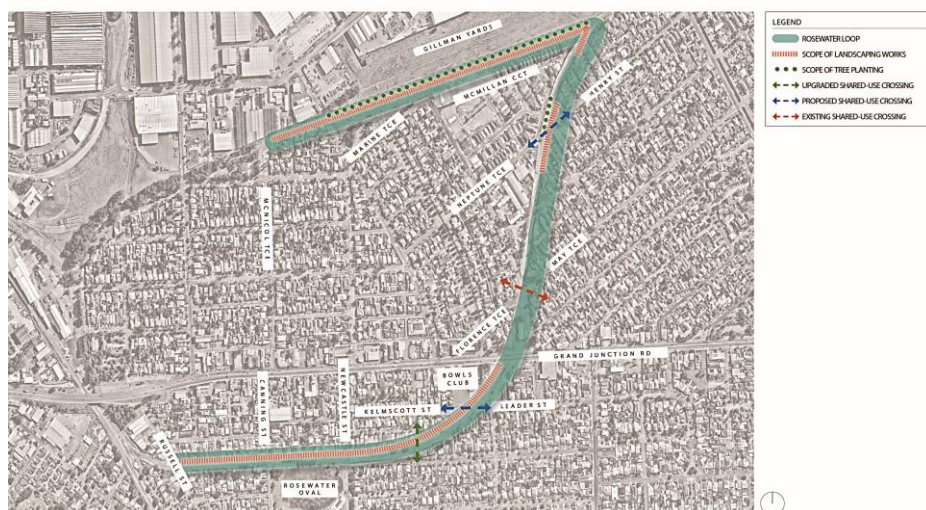 GILLMAN YARDS
MCMILLAN CCT
HENRY ST
MARINE TCE
NEPTUNE TCE
MCNICOL TCE
MAY TCE
FLORENCE TCE
GRAND JUNCTION RD
BOWLS
CLUB
CANNING ST
NEWCASTLE ST
KELMSCOTT ST
LEADER ST
RUSSELL ST
ROSEWATER
OVAL
LEGEND
ROSEWATER LOOP
SCOPE OF LANDSCAPING WORKS
SCOPE OF TREE PLANTING
UPGRADED SHARED-USE CROSSING
PROPOSED SHARED-USE CROSSING
EXISTING SHARED-USE CROSSING